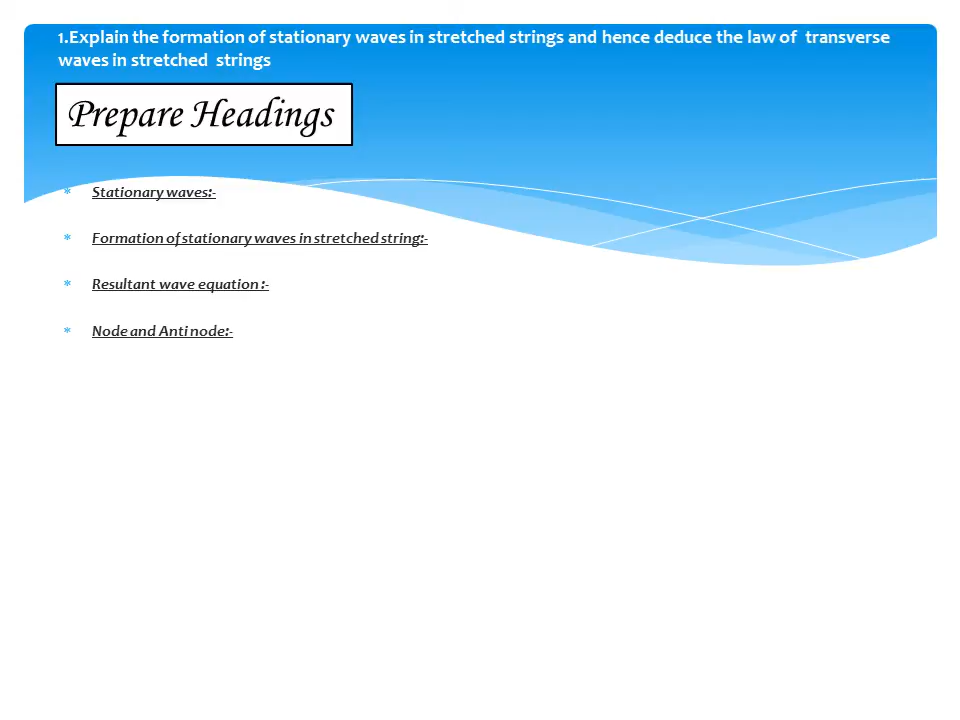 1.Explain the formation of stationary waves in stretched strings and hence deduce the law of transverse
waves in stretched strings
Prepare Headings
* Stationary waves:-
* Formation of stationary waves in stretched string:-
* Resultant wave equation :-
* Node and Anti node:-